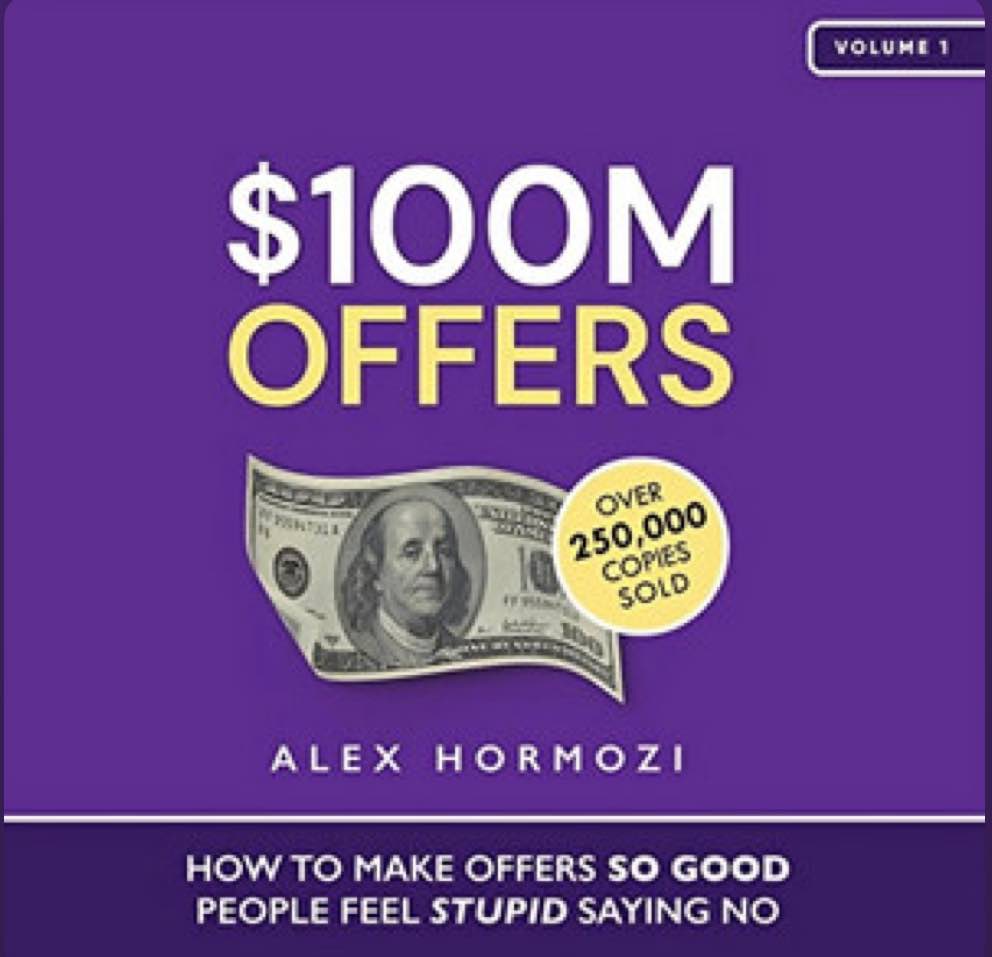 VOLUME 1
$100M
OFFERS
OVER
250,000
COPIES
SOLD
100
ALEX HORMOZI
HOW TO MAKE OFFERS SO GOOD
PEOPLE FEEL STUPID SAYING NO